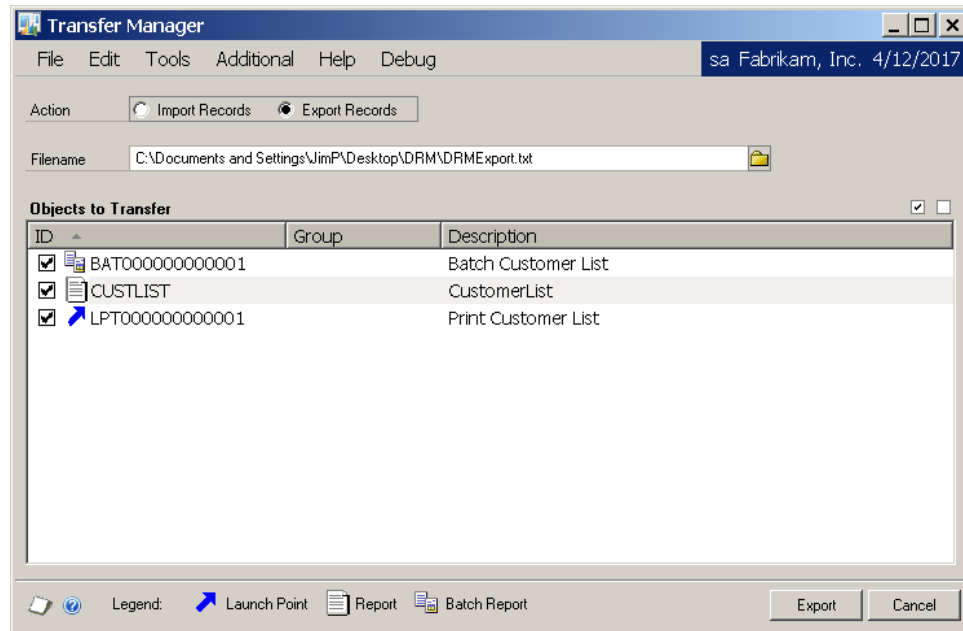 Transfer Manager
File Edit Tools Additional Help Debug sa Fabrikam, Inc. 4/12/2017
Action Import Records Export Records
Filename C:\Documents and Settings\JimP\Desktop\DRM\DRMExport.txt
Objects to Transfer
ID Group Description
BAT000000000001 Batch Customer List
CUSTLIST CustomerList
LPT000000000001 Print Customer List
Legend: Launch Point Report Batch Report Export Cancel